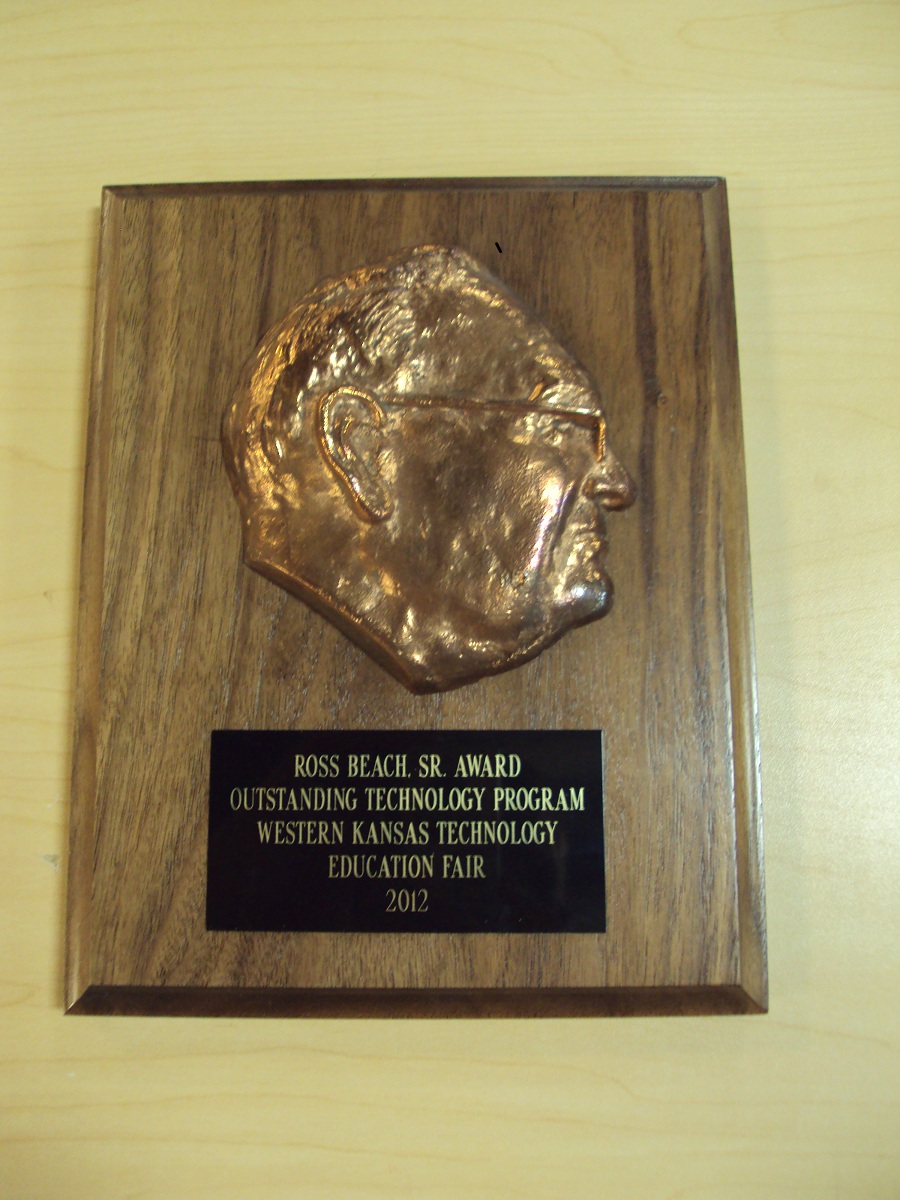 ROSS BEACH, SR. AWARD
OUTSTANDING TECHNOLOGY PROGRAM
WESTERN KANSAS TECHNOLOGY
EDUCATION FAIR
2012